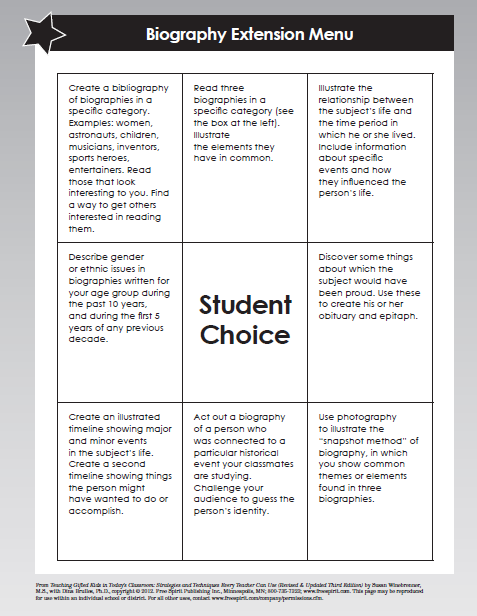 Biography Extension Menu
Create a bibliography
of biographies in a
specific category.
Examples: women,
astronauts, children,
musicians, inventors,
sports heroes,
entertainers. Read
those that look
interesting to you. Find
a way to get others
interested in reading
them.
Read three
biographies in a
specific category (see
the box at the left).
Illustrate
the elements they
have in common.
Illustrate the
relationship between
the subject's life and
the time period in
which he or she lived.
Include information
about specific
events and how
they influenced the
person's life.
Describe gender
or ethnic issues in
biographies written for
your age group during
the past 10 years,
and during the first 5
years of any previous
decade.
Student
Choice
Discover some things
about which the
subject would have
been proud. Use these
to create his or her
obituary and epitaph.
Create an illustrated
timeline showing major
and minor events
in the subject's life.
Create a second
timeline showing things
the person might
have wanted to do or
accomplish.
Act out a biography
of a person who
was connected to a
particular historical
event your classmates
are studying.
Challenge your
audience to guess the
person's identity.
Use photography
to illustrate the
"snapshot method" of
biography, in which
you show common
themes or elements
found in three
biographies.
From Teaching Gifted Kids in Today's Classroom: Strategies and Techniques Every Teacher Can Use (Revised & Updated Third Edition) by Susan Winebrenner,
M.S., with Dina Brulles, Ph.D., copyright © 2012. Free Spirit Publishing Inc., Minneapolis, MN; 800-735-7323; www.freespirit.com. This page may be reproduced
for use within an individual school or district. For all other uses, contact www.freespirit.com/company/permissions.cfm.